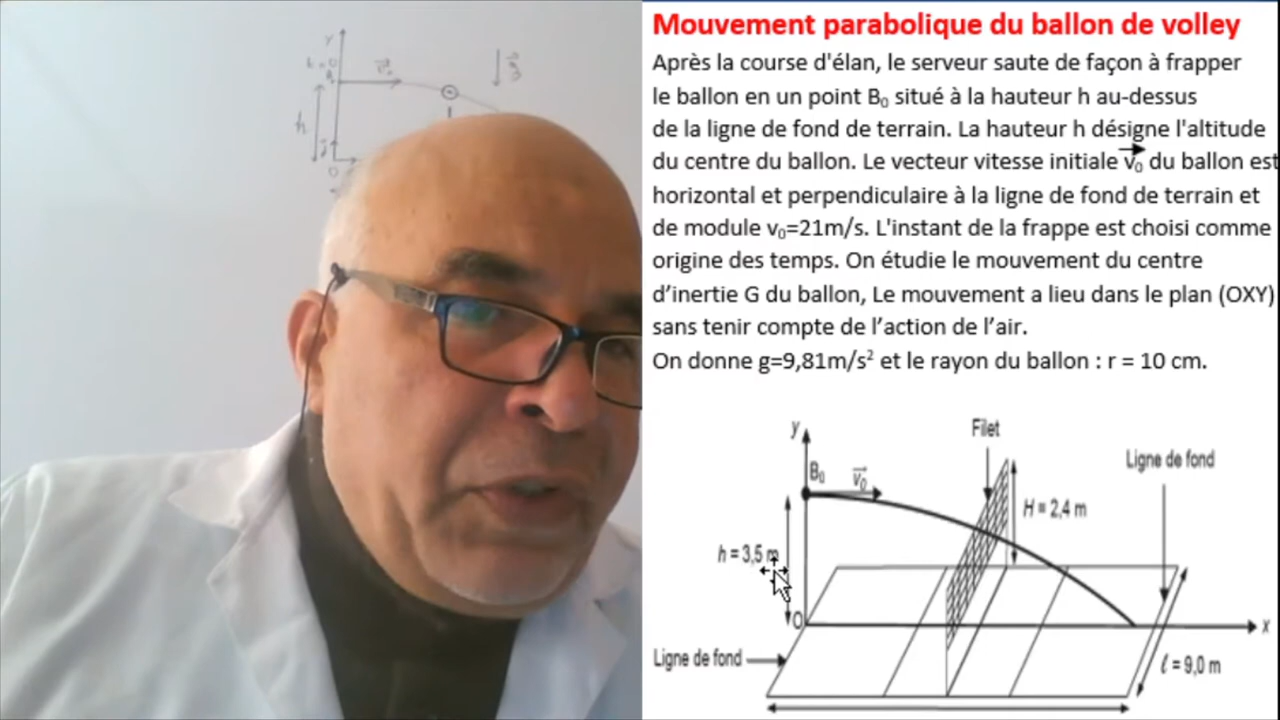 Mouvement parabolique du ballon de volley
Après la course d'élan, le serveur saute de façon à frapper
le ballon en un point B₀ situé à la hauteur h au-dessus
de la ligne de fond de terrain. La hauteur h désigne l'altitude
du centre du ballon. Le vecteur vitesse initiale v₀ du ballon est
horizontal et perpendiculaire à la ligne de fond de terrain et
de module v₀=21m/s. L'instant de la frappe est choisi comme
origine des temps. On étudie le mouvement du centre
d’inertie G du ballon, Le mouvement a lieu dans le plan (OXY)
sans tenir compte de l’action de l’air.
On donne g=9,81m/s² et le rayon du ballon : r = 10 cm.
y
Filet
Ligne de fond
B₀
v₀
H = 2,4 m
h = 3,5 m
O
x
Ligne de fond
ℓ = 9,0 m
h